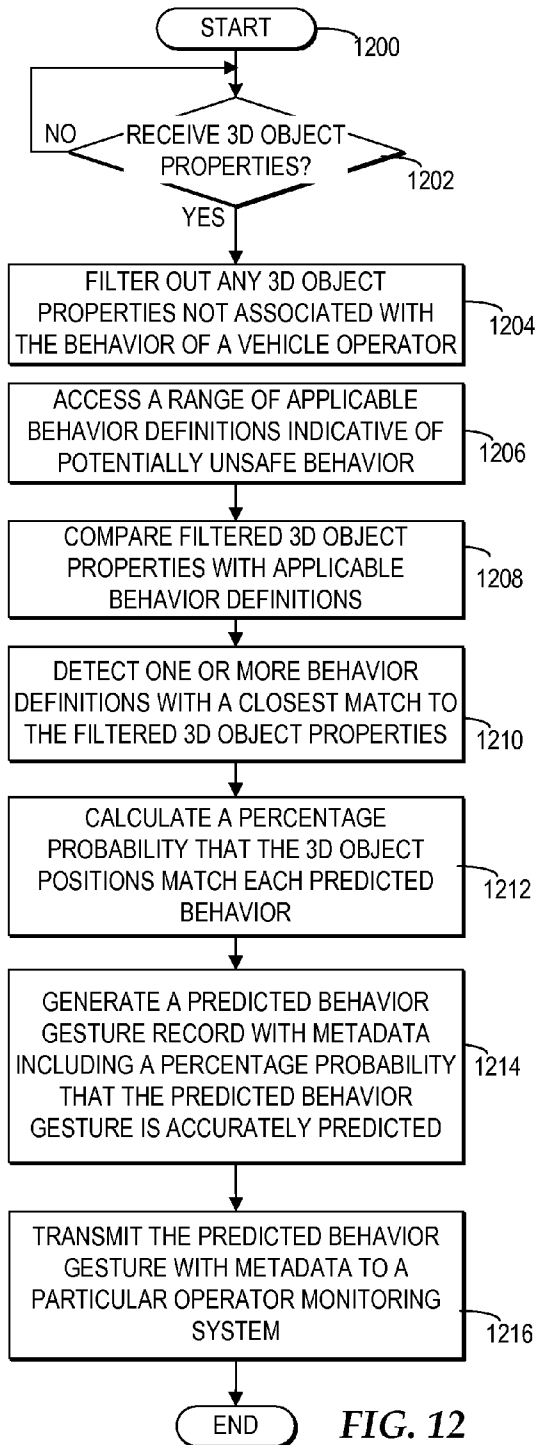 START
1200
NO
RECEIVE 3D OBJECT
PROPERTIES?
1202
YES
FILTER OUT ANY 3D OBJECT
PROPERTIES NOT ASSOCIATED WITH
THE BEHAVIOR OF A VEHICLE OPERATOR
1204
ACCESS A RANGE OF APPLICABLE
BEHAVIOR DEFINITIONS INDICATIVE OF
POTENTIALLY UNSAFE BEHAVIOR
1206
COMPARE FILTERED 3D OBJECT
PROPERTIES WITH APPLICABLE
BEHAVIOR DEFINITIONS
1208
DETECT ONE OR MORE BEHAVIOR
DEFINITIONS WITH A CLOSEST MATCH TO
THE FILTERED 3D OBJECT PROPERTIES
1210
CALCULATE A PERCENTAGE
PROBABILITY THAT THE 3D OBJECT
POSITIONS MATCH EACH PREDICTED
BEHAVIOR
1212
GENERATE A PREDICTED BEHAVIOR
GESTURE RECORD WITH METADATA
INCLUDING A PERCENTAGE PROBABILITY
THAT THE PREDICTED BEHAVIOR
GESTURE IS ACCURATELY PREDICTED
1214
TRANSMIT THE PREDICTED BEHAVIOR
GESTURE WITH METADATA TO A
PARTICULAR OPERATOR MONITORING
SYSTEM
1216
END
FIG. 12